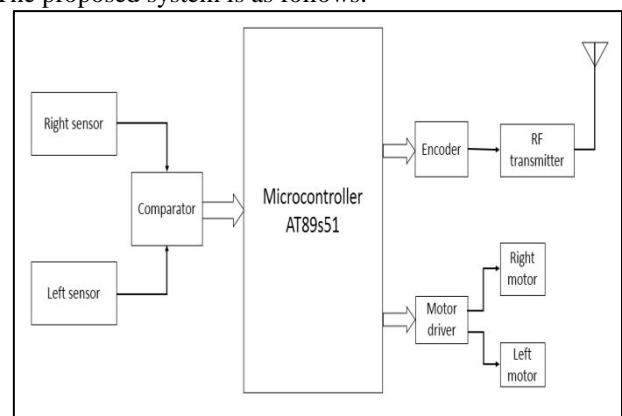 The proposed system is as follows:
Right sensor
Left sensor
Comparator
Microcontroller
AT89s51
Encoder
RF
transmitter
Motor
driver
Right
motor
Left
motor